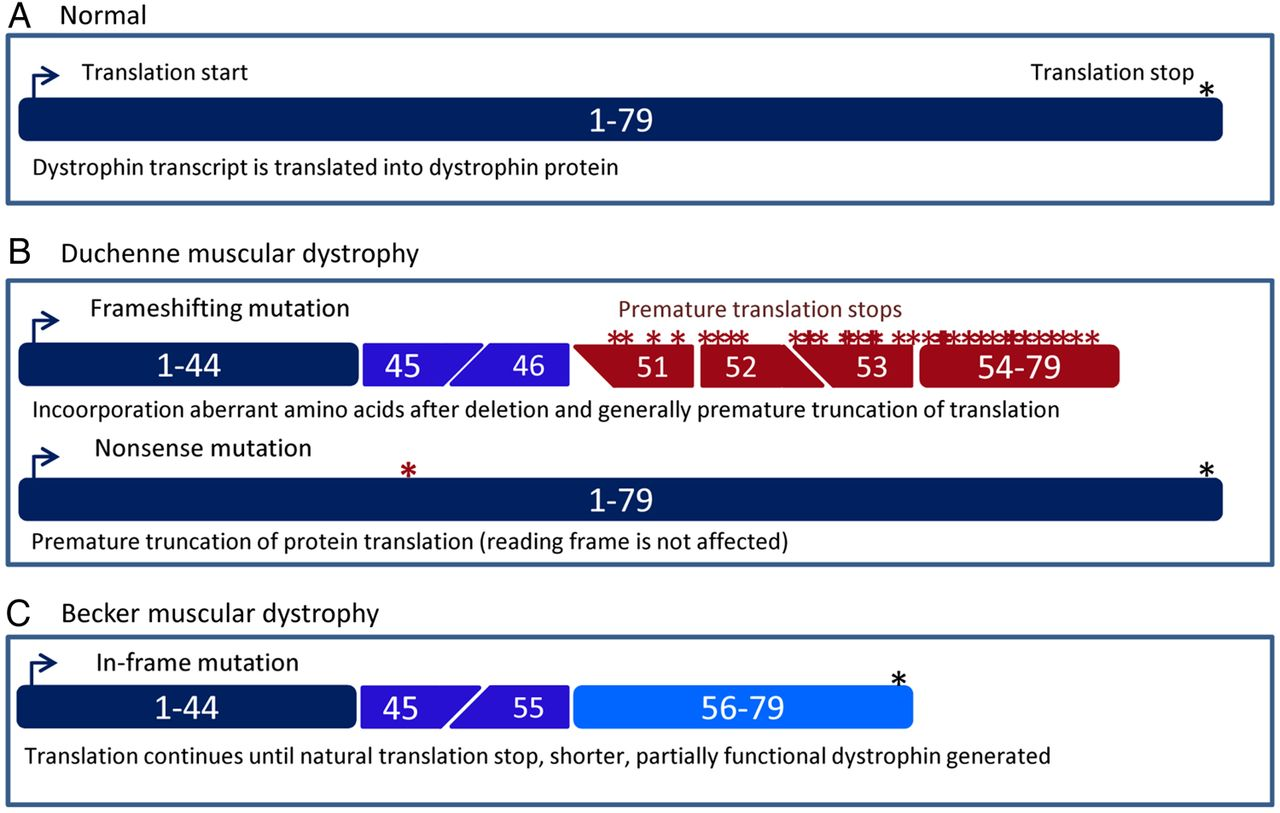 A Normal
Translation start Translation stop
*
1-79
Dystrophin transcript is translated into dystrophin protein
B Duchenne muscular dystrophy
Frameshifting mutation Premature translation stops
1-44 45 46 51 52 53 54-79
Incoorporation aberrant amino acids after deletion and generally premature truncation of translation
Nonsense mutation
* *
1-79
Premature truncation of protein translation (reading frame is not affected)
C Becker muscular dystrophy
In-frame mutation
*
1-44 45 55 56-79
Translation continues until natural translation stop, shorter, partially functional dystrophin generated